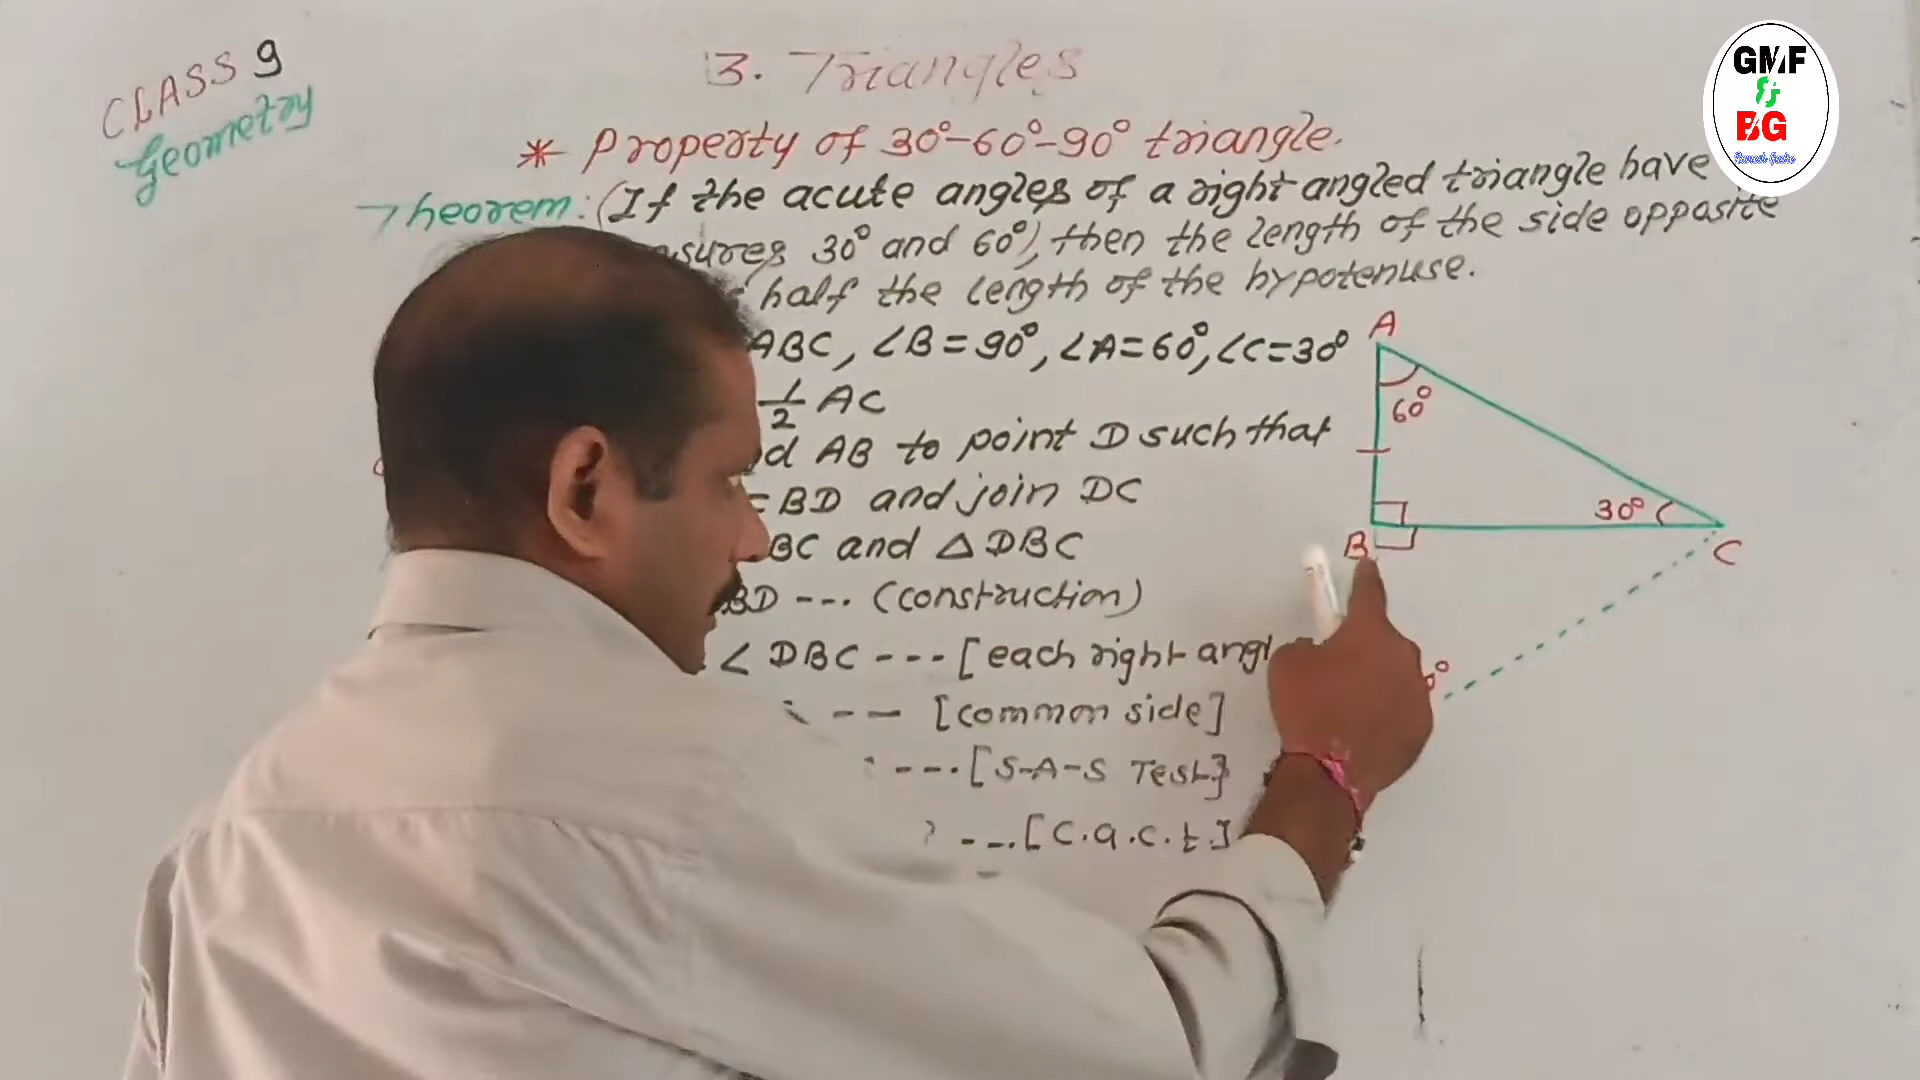 CLASS 9
Geometry
3. Triangles
* Property of 30°-60°-90° triangle.
Theorem: (If the acute angles of a right angled triangle have
30° and 60°), then the length of the side opposite
half the length of the hypotenuse.
ABC, ∠B = 90°, ∠A = 60°, ∠C = 30°
1/2 AC
AB to point D such that
= BD and join DC
BC and △DBC
BD --- (construction)
∠DBC --- [each right angl
--- [common side]
---. [S-A-S Test]
---. [C.a.c.t.]
A
60°
30°
B
C
GMF
&
BG